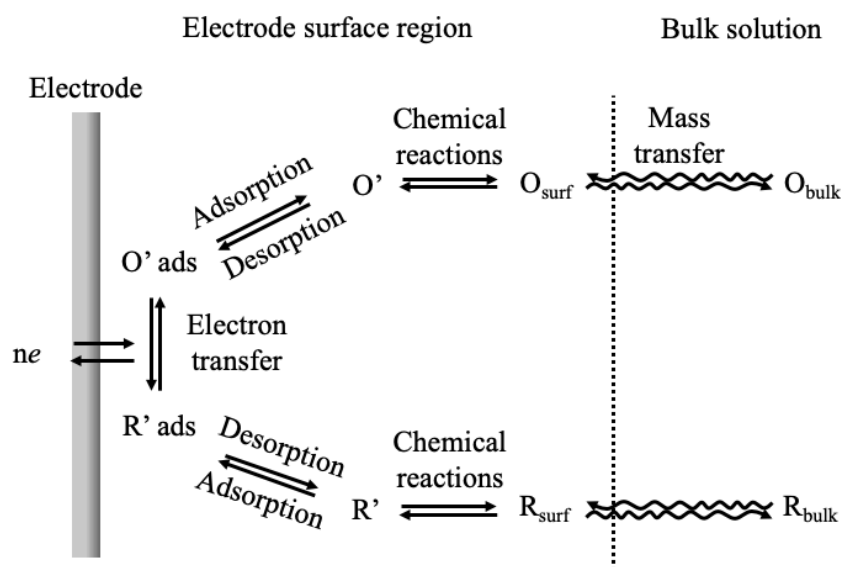 Electrode surface region
Bulk solution
Electrode
Chemical
reactions
Mass
transfer
Adsorption
Desorption
O’
Osurf
Obulk
O’ ads
Electron
transfer
ne
R’ ads
Desorption
Adsorption
Chemical
reactions
R’
Rsurf
Rbulk